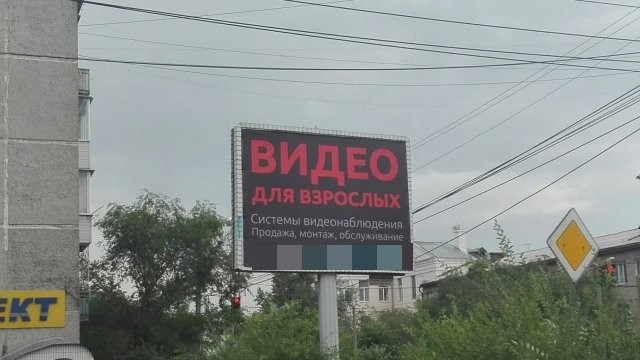 ВИДЕО
ДЛЯ ВЗРОСЛЫХ
Системы видеонаблюдения
Продажа, монтаж, обслуживание
ЕКТ